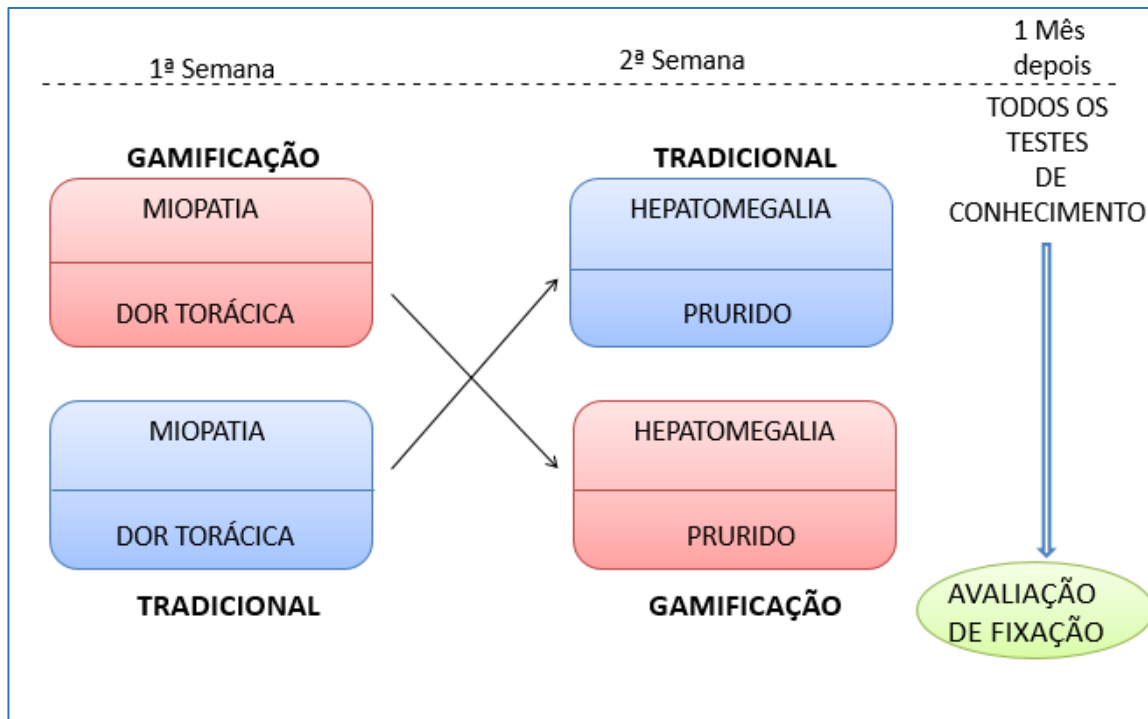 1ª Semana
2ª Semana
1 Mês
depois
GAMIFICAÇÃO
MIOPATIA
DOR TORÁCICA
MIOPATIA
DOR TORÁCICA
TRADICIONAL
TRADICIONAL
HEPATOMEGALIA
PRURIDO
HEPATOMEGALIA
PRURIDO
GAMIFICAÇÃO
TODOS OS
TESTES
DE
CONHECIMENTO
AVALIAÇÃO
DE FIXAÇÃO